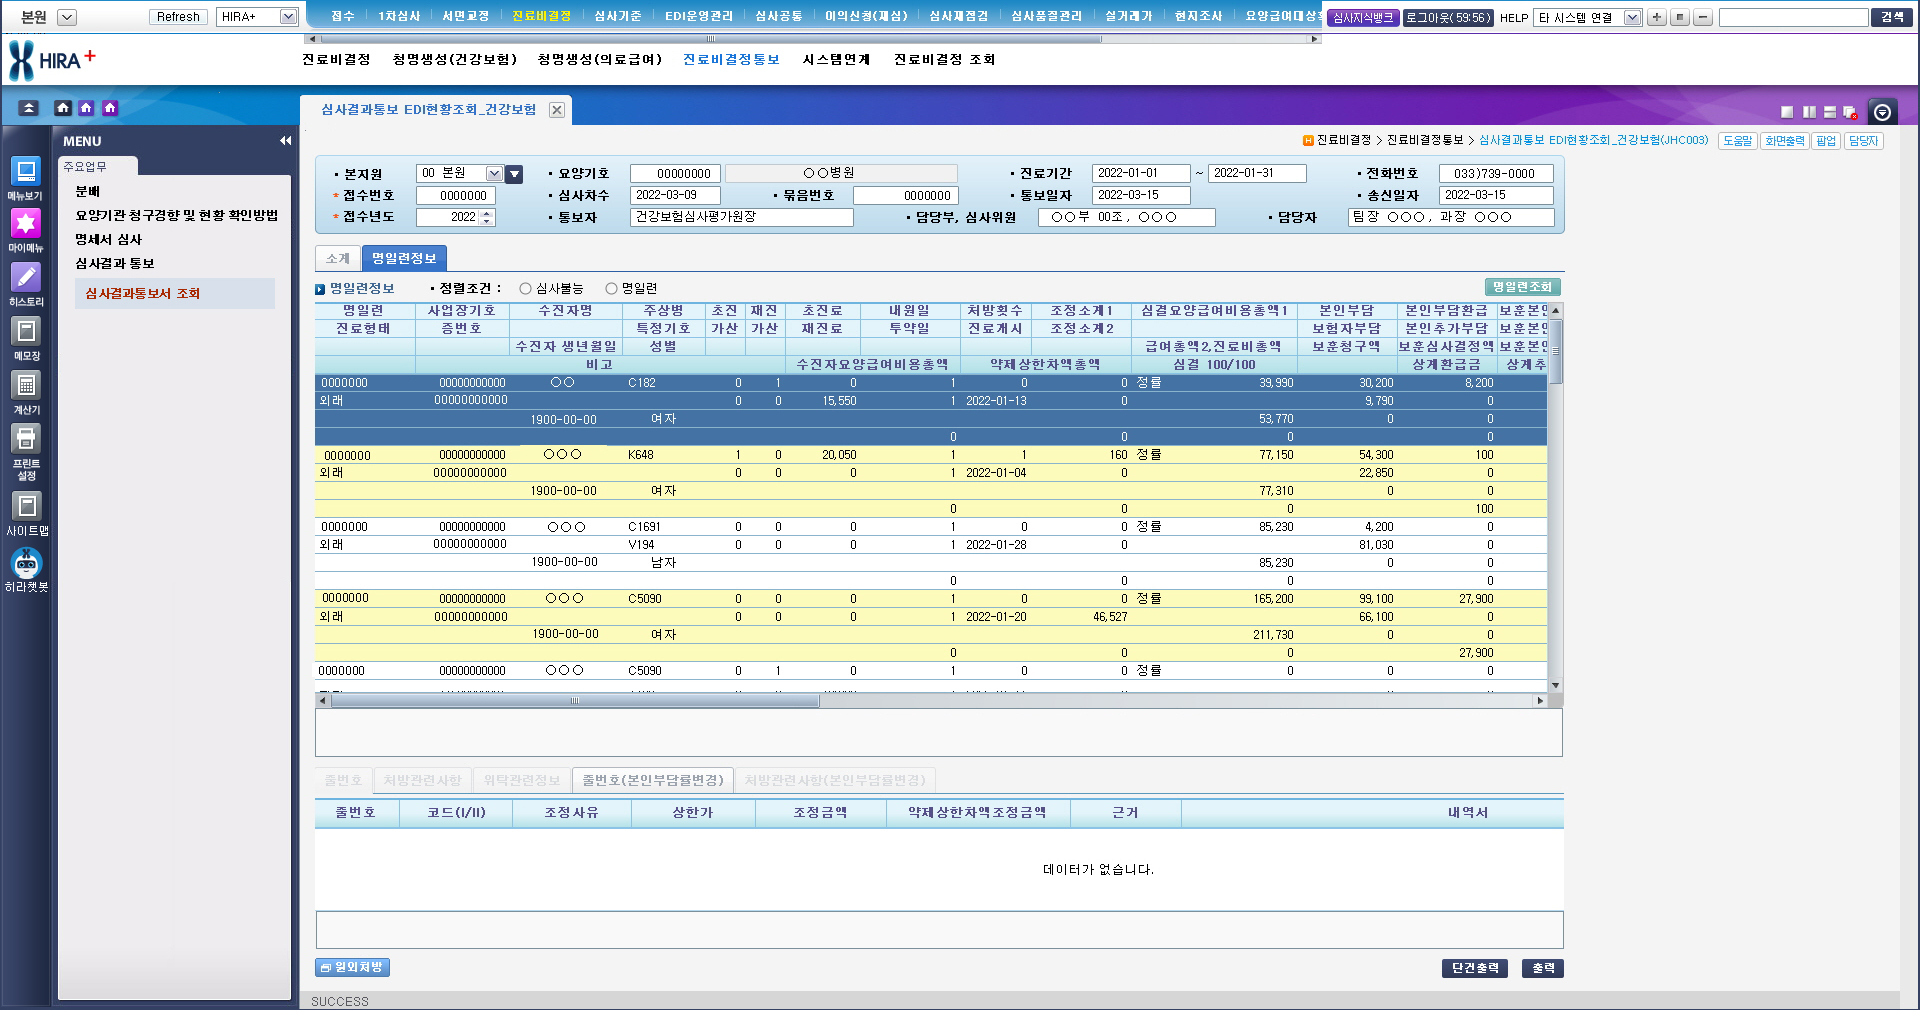 본원 Refresh HIRA+ 접수 1차심사 서면교정 진료비결정 심사기준 EDI운영관리 심사공통 이의신청(재심) 심사재점검 심사품질관리 실거래가 현지조사 요양급여대상 심사지식뱅크 로그아웃(59:56) HELP 타 시스템 연결 검색
HIRA+ 진료비결정 청명생성(건강보험) 청명생성(의료급여) 진료비결정통보 시스템연계 진료비결정 조회
심사결과통보 EDI현황조회_건강보험
MENU
진료비결정 > 진료비결정통보 > 심사결과통보 EDI현황조회_건강보험(JHC003) 도움말 화면출력 팝업 담당자
주요업무
분배
요양기관 청구경향 및 현황 확인방법
명세서 심사
심사결과 통보
심사결과통보서 조회
메뉴보기
마이메뉴
히스토리
메모장
계산기
프린트
설정
사이트맵
히라챗봇
본지원 00 본원 요양기호 00000000 ○○병원 진료기간 2022-01-01 ~ 2022-01-31 전화번호 033)739-0000
* 접수번호 0000000 심사차수 2022-03-09 묶음번호 0000000 통보일자 2022-03-15 송신일자 2022-03-15
* 접수년도 2022 통보자 건강보험심사평가원장 담당부, 심사위원 ○○부 00조, ○○○ 담당자 팀장 ○○○, 과장 ○○○
소계 명일련정보
명일련정보 정렬조건 : 심사불능 명일련 명일련조회
명일련 사업장기호 수진자명 주상병 초진 재진 초진료 내원일 처방횟수 조정소계1 심결요양급여비용총액1 본인부담 본인부담환급 보훈본인
진료형태 증번호 특정기호 가산 가산 재진료 투약일 진료개시 조정소계2 보험자부담 본인추가부담 보훈본인
수진자 생년월일 성별 급여총액2,진료비총액 보훈청구액 보훈심사결정액 보훈본인
비고 수진자요양급여비용총액 약제상한차액총액 심결 100/100 상계환급금 상계추
0000000 00000000000 ○○ C182 0 1 0 1 0 0 정률 39,990 30,200 8,200
외래 00000000000 0 0 15,550 1 2022-01-13 0 9,790 0
1900-00-00 여자 53,770 0 0
0 0 0 0
0000000 00000000000 ○○○ K648 1 0 20,050 1 1 160 정률 77,150 54,300 100
외래 00000000000 0 0 0 1 2022-01-04 0 22,850 0
1900-00-00 여자 77,310 0 0
0 0 0 100
0000000 00000000000 ○○○ C1691 0 0 0 1 0 0 정률 85,230 4,200 0
외래 00000000000 V194 0 0 0 1 2022-01-28 0 81,030 0
1900-00-00 남자 85,230 0 0
0 0 0 0
0000000 00000000000 ○○○ C5090 0 0 0 1 0 0 정률 165,200 99,100 27,900
외래 00000000000 0 0 0 1 2022-01-20 46,527 66,100 0
1900-00-00 여자 211,730 0 0
0 0 0 27,900
0000000 00000000000 ○○○ C5090 0 1 0 1 0 0 정률 0 0 0
줄번호 처방관련사항 위탁관련정보 줄번호(본인부담률변경) 처방관련사항(본인부담률변경)
줄번호 코드(I/II) 조정사유 상한가 조정금액 약제상한차액조정금액 근거 내역서
데이터가 없습니다.
원외처방 단건출력 출력
SUCCESS